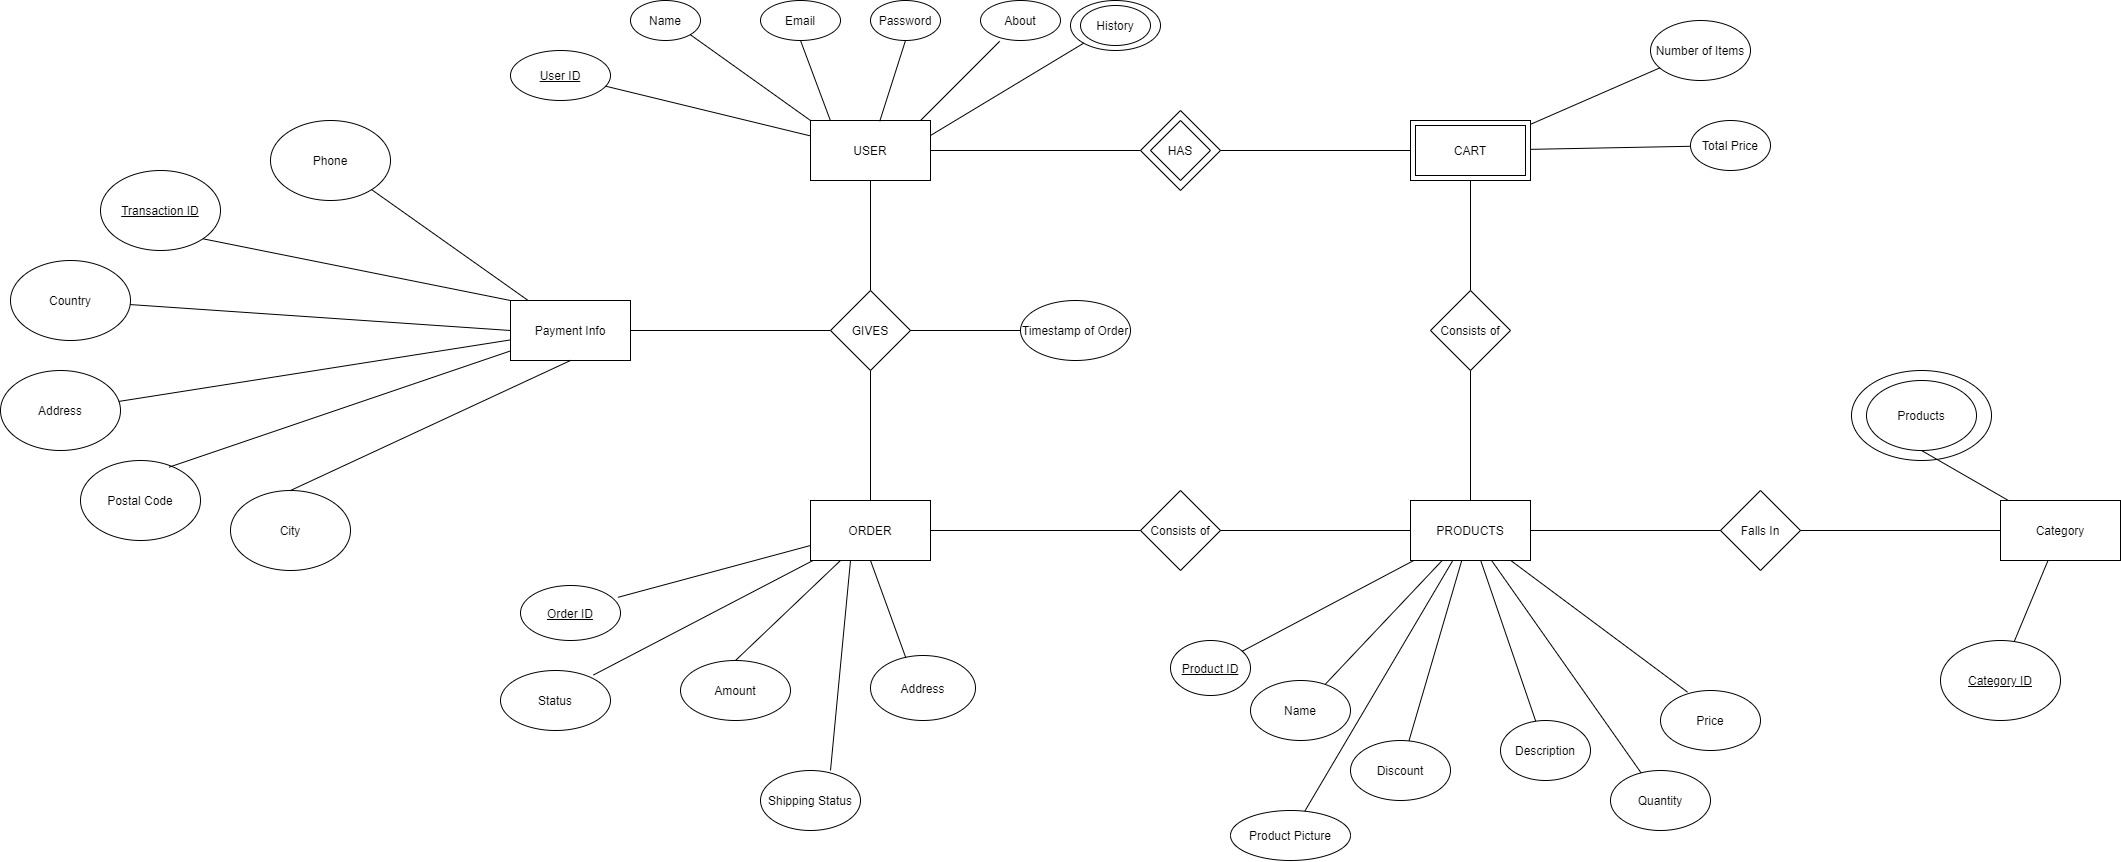 Name
Email
Password
About
History
User ID
Number of Items
USER
HAS
CART
Total Price
Phone
Transaction ID
Country
Payment Info
GIVES
Timestamp of Order
Consists of
Address
Products
Postal Code
City
ORDER
Consists of
PRODUCTS
Falls In
Category
Order ID
Status
Amount
Address
Shipping Status
Product ID
Name
Discount
Description
Price
Quantity
Product Picture
Category ID